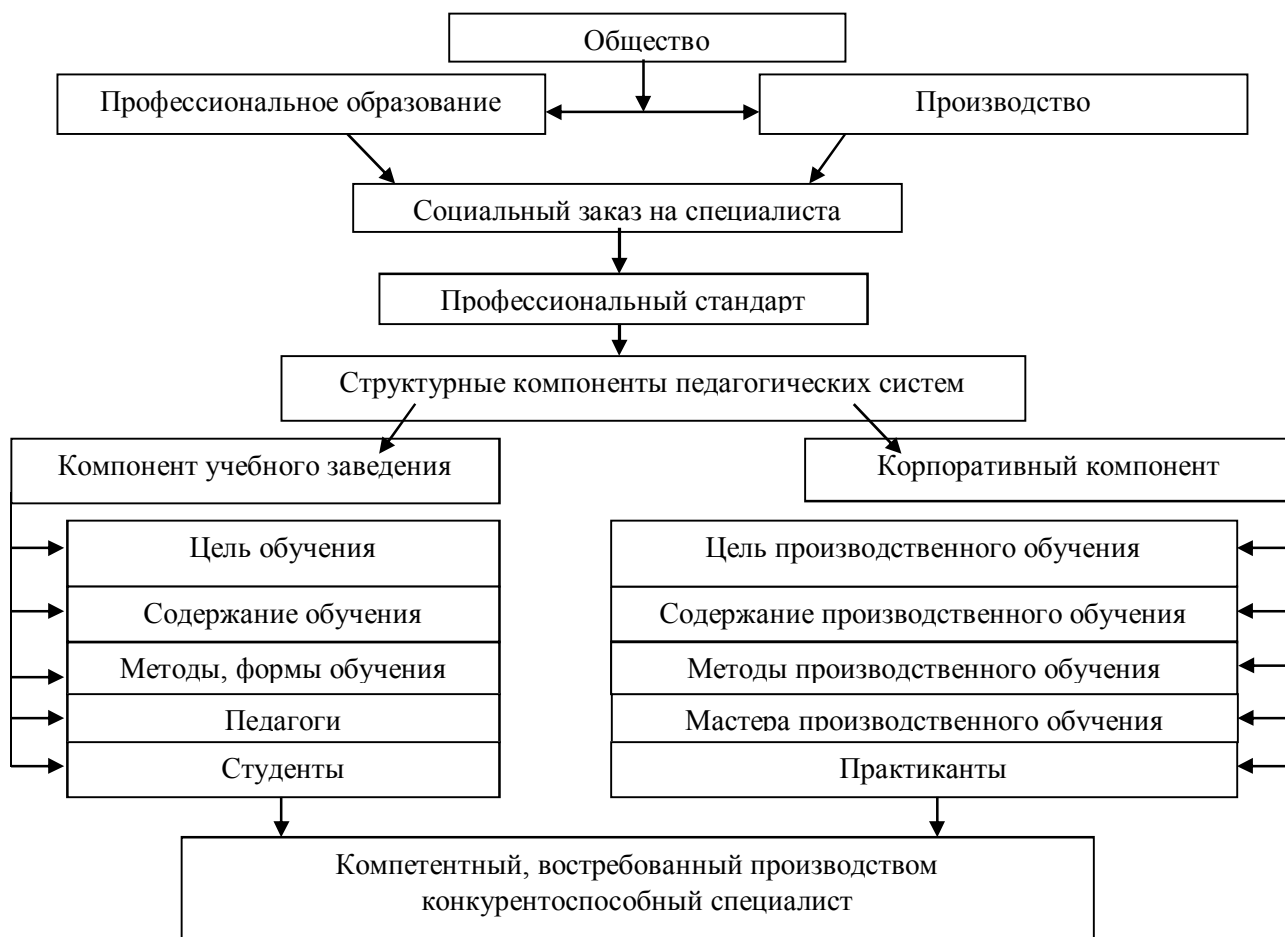 Общество
Профессиональное образование
Производство
Социальный заказ на специалиста
Профессиональный стандарт
Структурные компоненты педагогических систем
Компонент учебного заведения
Корпоративный компонент
Цель обучения
Цель производственного обучения
Содержание обучения
Содержание производственного обучения
Методы, формы обучения
Методы производственного обучения
Педагоги
Мастера производственного обучения
Студенты
Практиканты
Компетентный, востребованный производством
конкурентоспособный специалист